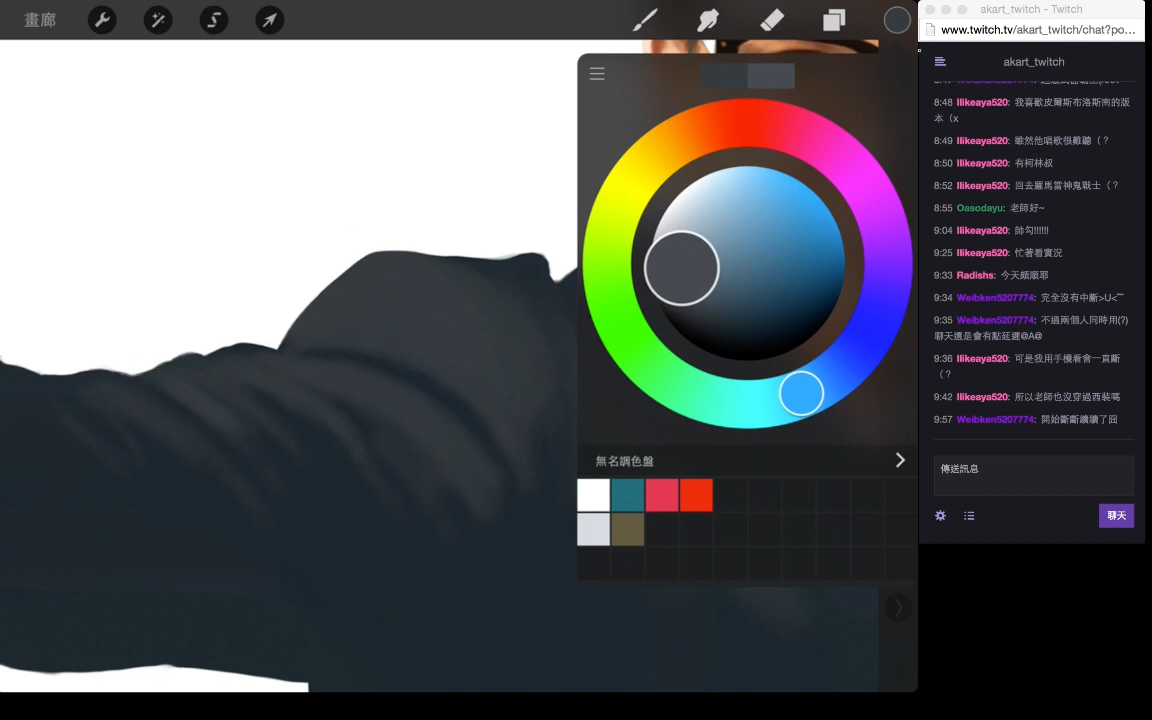 畫廊
無名調色盤
akart_twitch - Twitch
www.twitch.tv/akart_twitch/chat?po...
akart_twitch
8:48 llikeaya520: 我喜歡皮爾斯布洛斯南的版
本（x
8:49 llikeaya520: 雖然他唱歌很難聽（？
8:50 llikeaya520: 有柯林叔
8:52 llikeaya520: 回去羅馬當神鬼戰士（？
8:55 Oasodayu: 老師好~
9:04 llikeaya520: 帥勾!!!!!!
9:25 llikeaya520: 忙著看實況
9:33 Radishs: 今天頗順耶
9:34 Weibken5207774: 完全沒有中斷>U<
9:35 Weibken5207774: 不過兩個人同時用(?)
聊天還是會有點延遲@A@
9:36 llikeaya520: 可是我用手機看會一直斷
（？
9:42 llikeaya520: 所以老師也沒穿過西裝嗎
9:57 Weibken5207774: 開始斷斷續續了囧
傳送訊息
聊天